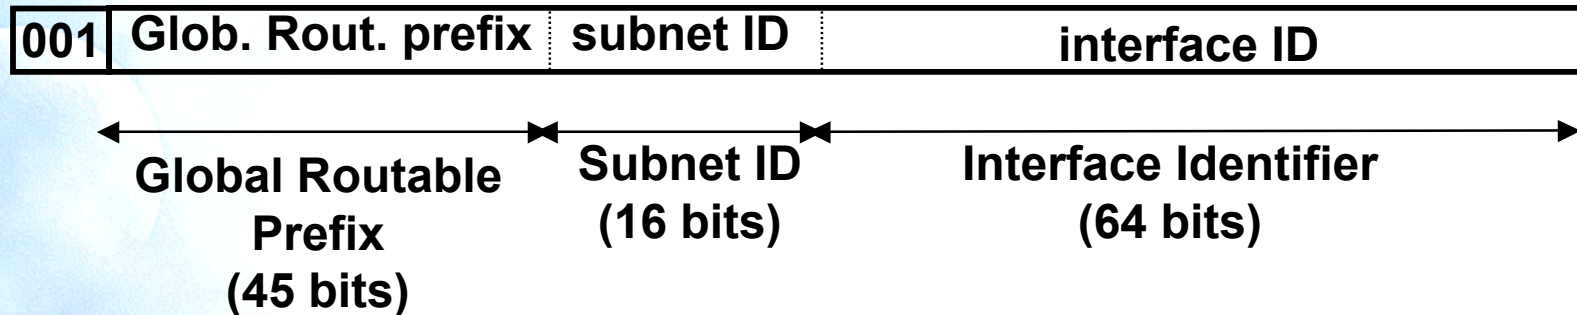 001 Glob. Rout. prefix subnet ID interface ID
Global Routable
Prefix
(45 bits)
Subnet ID
(16 bits)
Interface Identifier
(64 bits)